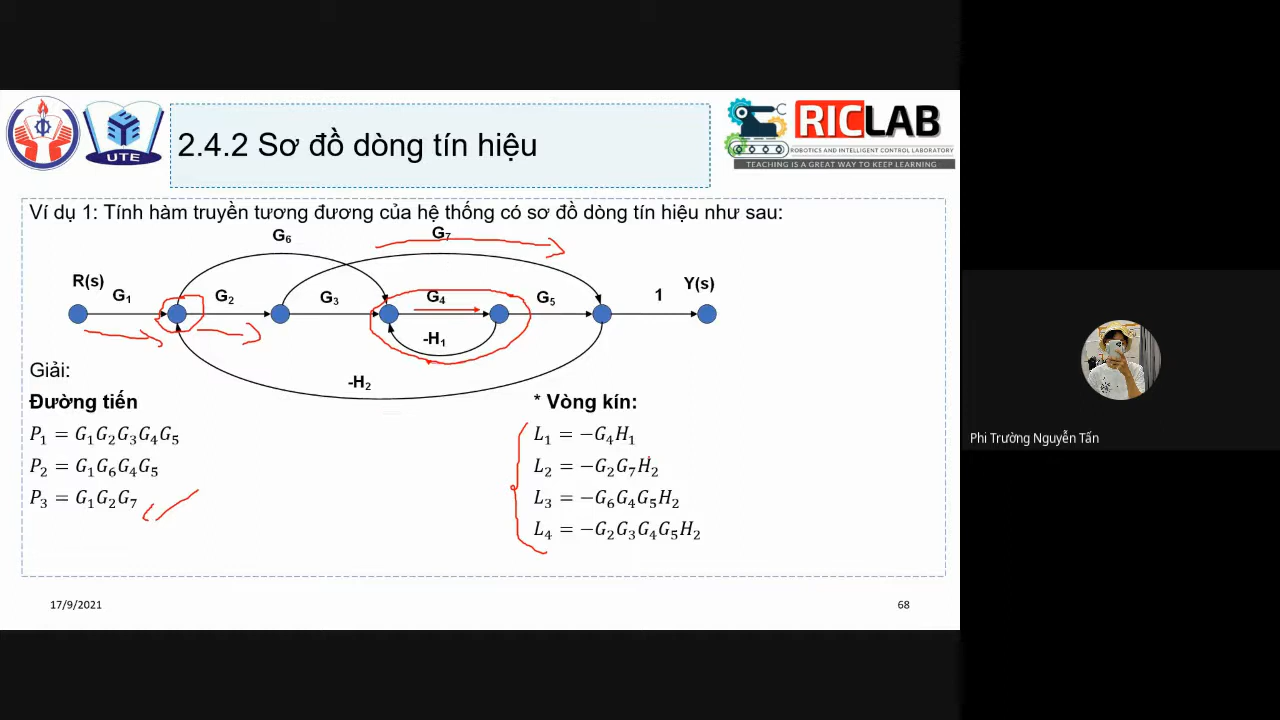 UTE
2.4.2 Sơ đồ dòng tín hiệu
RICLAB
ROBOTICS AND INTELLIGENT CONTROL LABORATORY
TEACHING IS A GREAT WAY TO KEEP LEARNING
Ví dụ 1: Tính hàm truyền tương đương của hệ thống có sơ đồ dòng tín hiệu như sau:
G₆ G₇
R(s) Y(s)
G₁ G₂ G₃ G₄ G₅ 1
-H₁
-H₂
Giải:
Đường tiến
P₁ = G₁G₂G₃G₄G₅
P₂ = G₁G₆G₄G₅
P₃ = G₁G₂G₇
* Vòng kín:
L₁ = −G₄H₁
L₂ = −G₂G₇H₂
L₃ = −G₆G₄G₅H₂
L₄ = −G₂G₃G₄G₅H₂
17/9/2021
68
Phi Trường Nguyễn Tấn